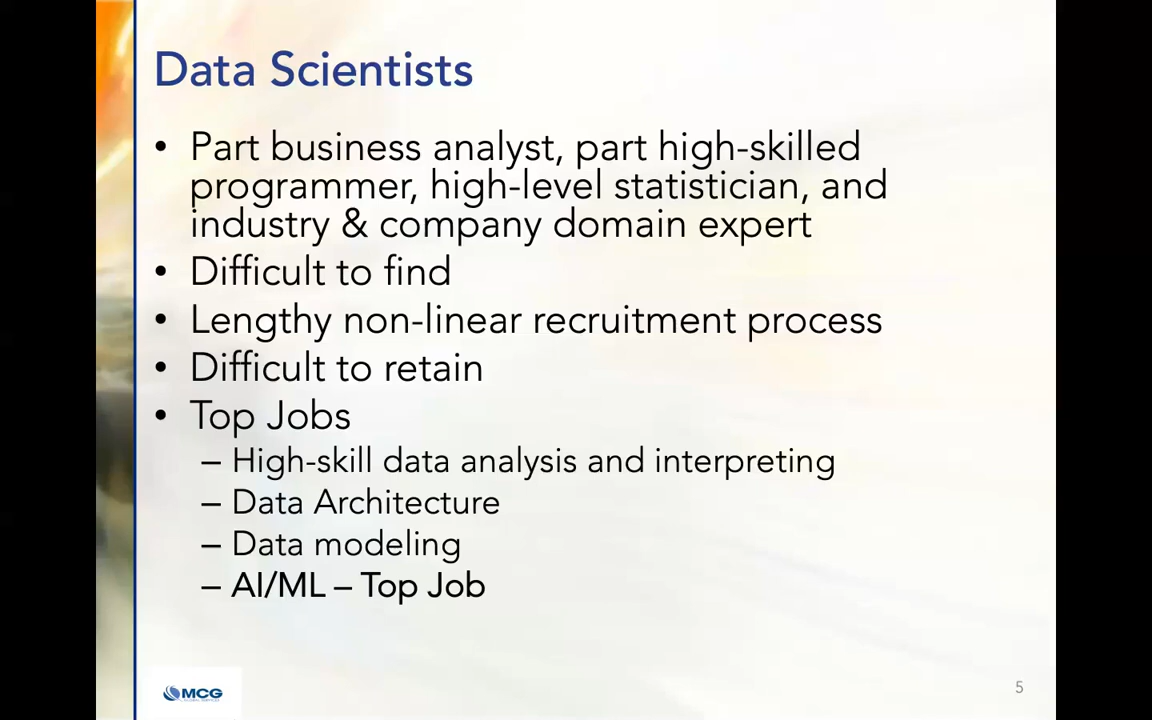 Data Scientists
• Part business analyst, part high-skilled
programmer, high-level statistician, and
industry & company domain expert
• Difficult to find
• Lengthy non-linear recruitment process
• Difficult to retain
• Top Jobs
– High-skill data analysis and interpreting
– Data Architecture
– Data modeling
– AI/ML – Top Job
MCG
5